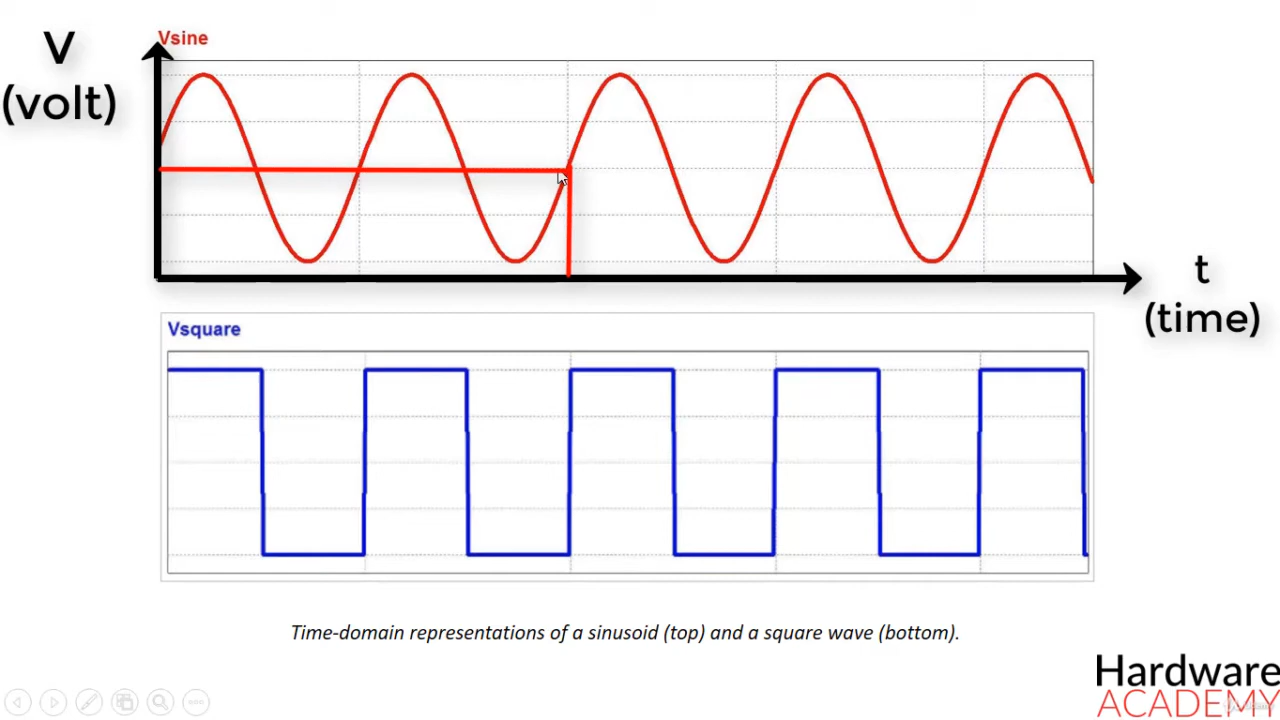 V
(volt)
Vsine
t
(time)
Vsquare
Time-domain representations of a sinusoid (top) and a square wave (bottom).
Hardware
ACADEMY